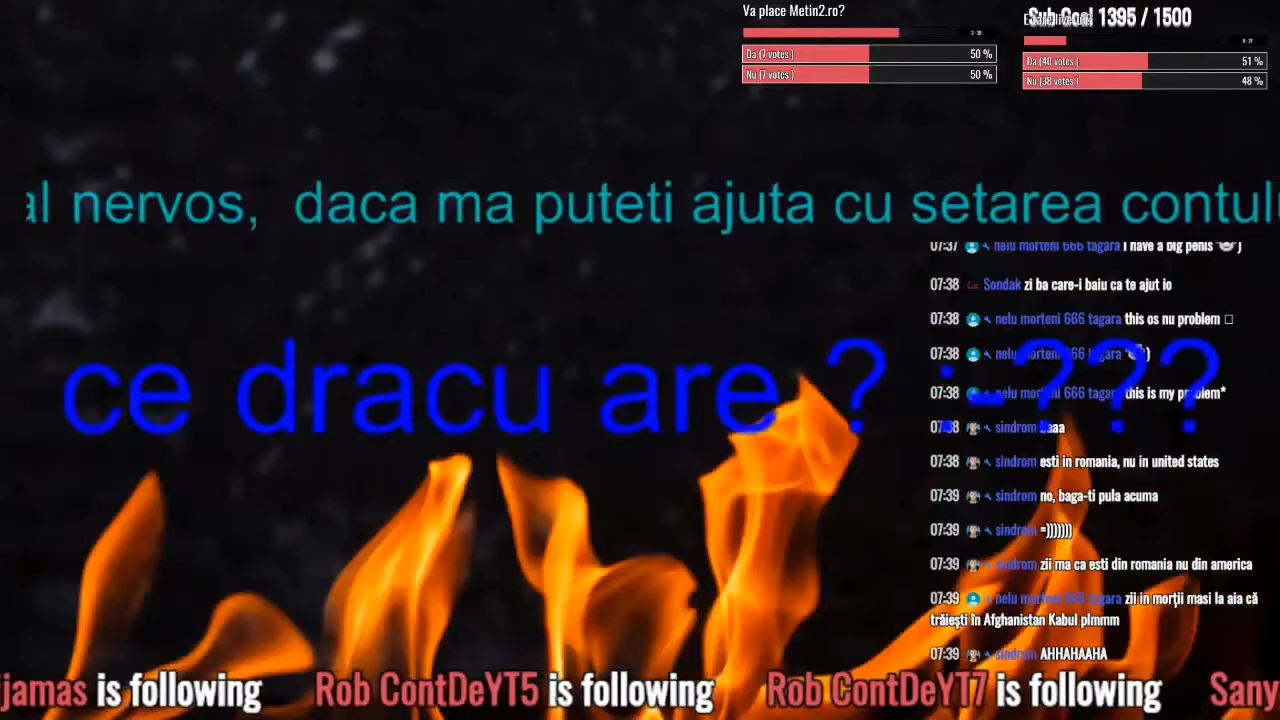 Va place Metin2.ro?
Da (7 votes )
50 %
Nu (7 votes )
50 %
Sub Goal 1395 / 1500
Da (40 votes )
51 %
Nu (38 votes )
48 %
al nervos, daca ma puteti ajuta cu setarea contul
ce dracu are ? :-???
07:37 nelu morteni 666 tagara i have a big penis )
07:38 Sondak zi ba care-i baiu ca te ajut io
07:38 nelu morteni 666 tagara this os nu problem □
07:38 nelu morteni 666 tagara )
07:38 nelu morteni 666 tagara this is my problem*
07:38 sindrom
07:38 sindrom esti in romania, nu in united states
07:39 sindrom no, baga-ti pula acuma
07:39 sindrom =)))))))
07:39 sindrom zii ma ca esti din romania nu din america
07:39 nelu morteni 666 tagara zii in morții masi la aia că
trăiești în Afghanistan Kabul plmmm
07:39 sindrom AHHAHAAHA
jamas is following Rob ContDeYT5 is following Rob ContDeYT7 is following Sany